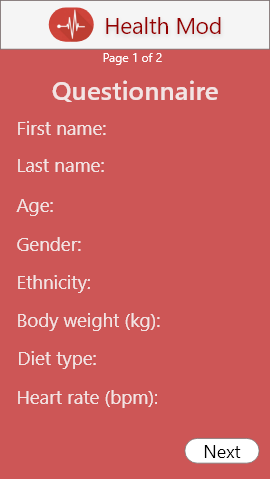 Health Mod
Page 1 of 2
Questionnaire
First name:
Last name:
Age:
Gender:
Ethnicity:
Body weight (kg):
Diet type:
Heart rate (bpm):
Next